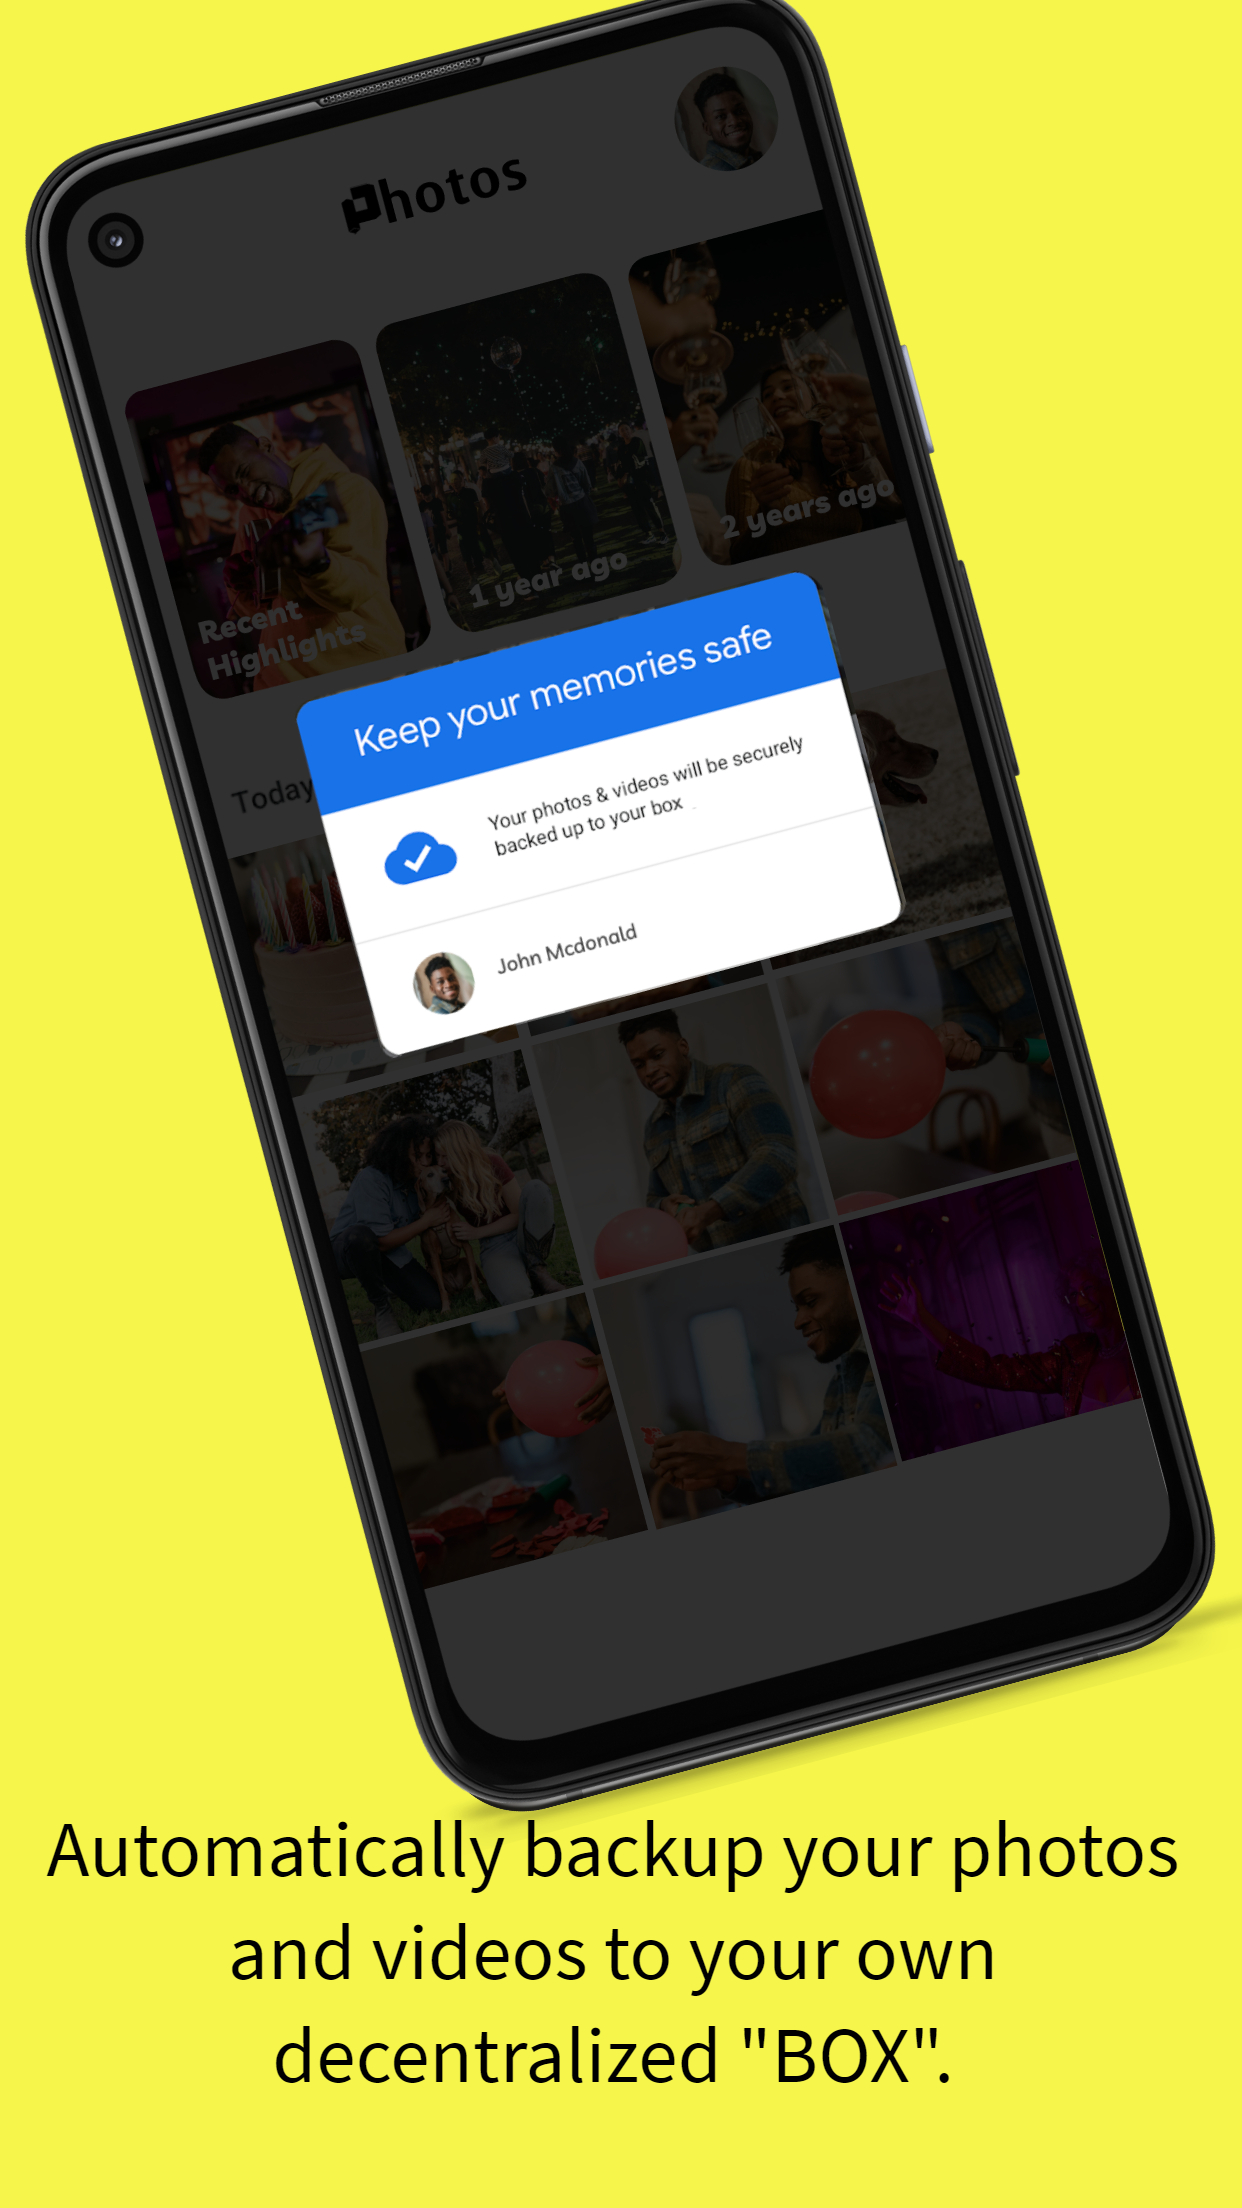 Photos
Recent
Highlights
1 year ago
2 years ago
Today
Keep your memories safe
Your photos & videos will be securely
backed up to your box
John Mcdonald
Automatically backup your photos
and videos to your own
decentralized "BOX".